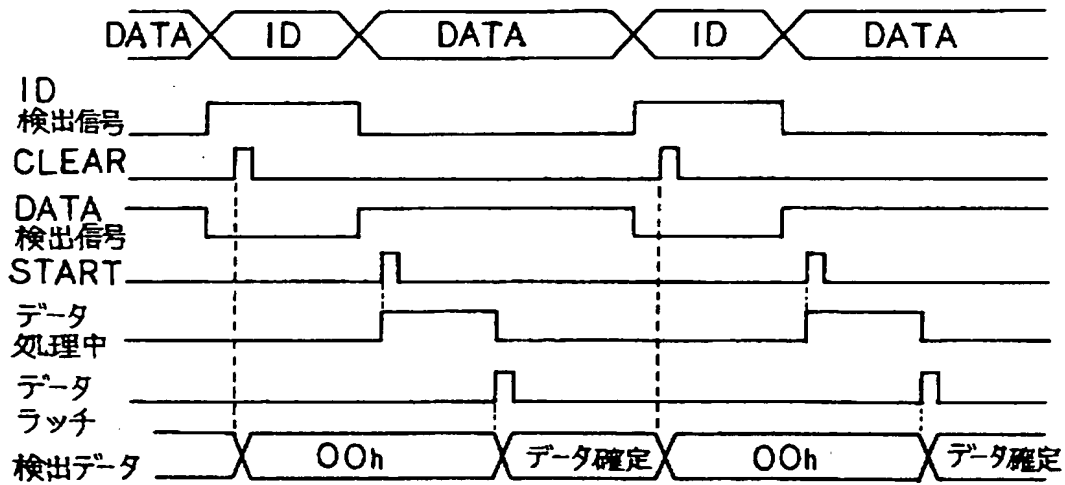 DATA ID DATA ID DATA
ID
検出信号
CLEAR
DATA
検出信号
START
データ
処理中
データ
ラッチ
検出データ 00h データ確定 00h データ確定